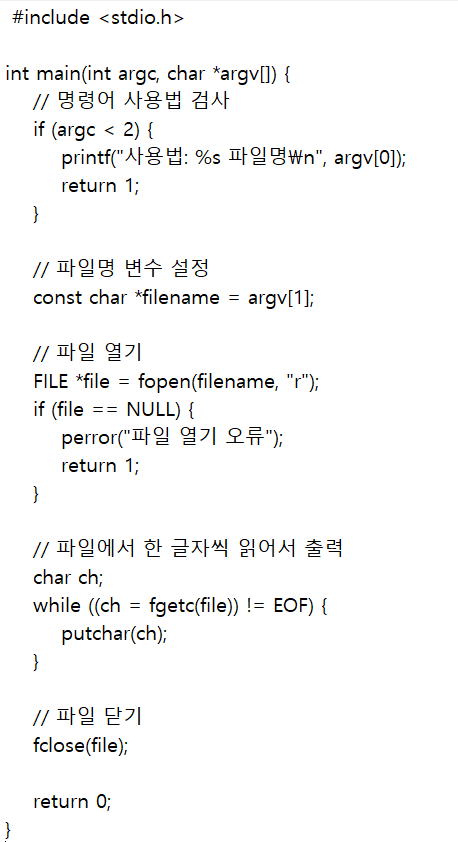 #include <stdio.h>

int main(int argc, char *argv[]) {
    // 명령어 사용법 검사
    if (argc < 2) {
        printf("사용법: %s 파일명₩n", argv[0]);
        return 1;
    }

    // 파일명 변수 설정
    const char *filename = argv[1];

    // 파일 열기
    FILE *file = fopen(filename, "r");
    if (file == NULL) {
        perror("파일 열기 오류");
        return 1;
    }

    // 파일에서 한 글자씩 읽어서 출력
    char ch;
    while ((ch = fgetc(file)) != EOF) {
        putchar(ch);
    }

    // 파일 닫기
    fclose(file);

    return 0;
}